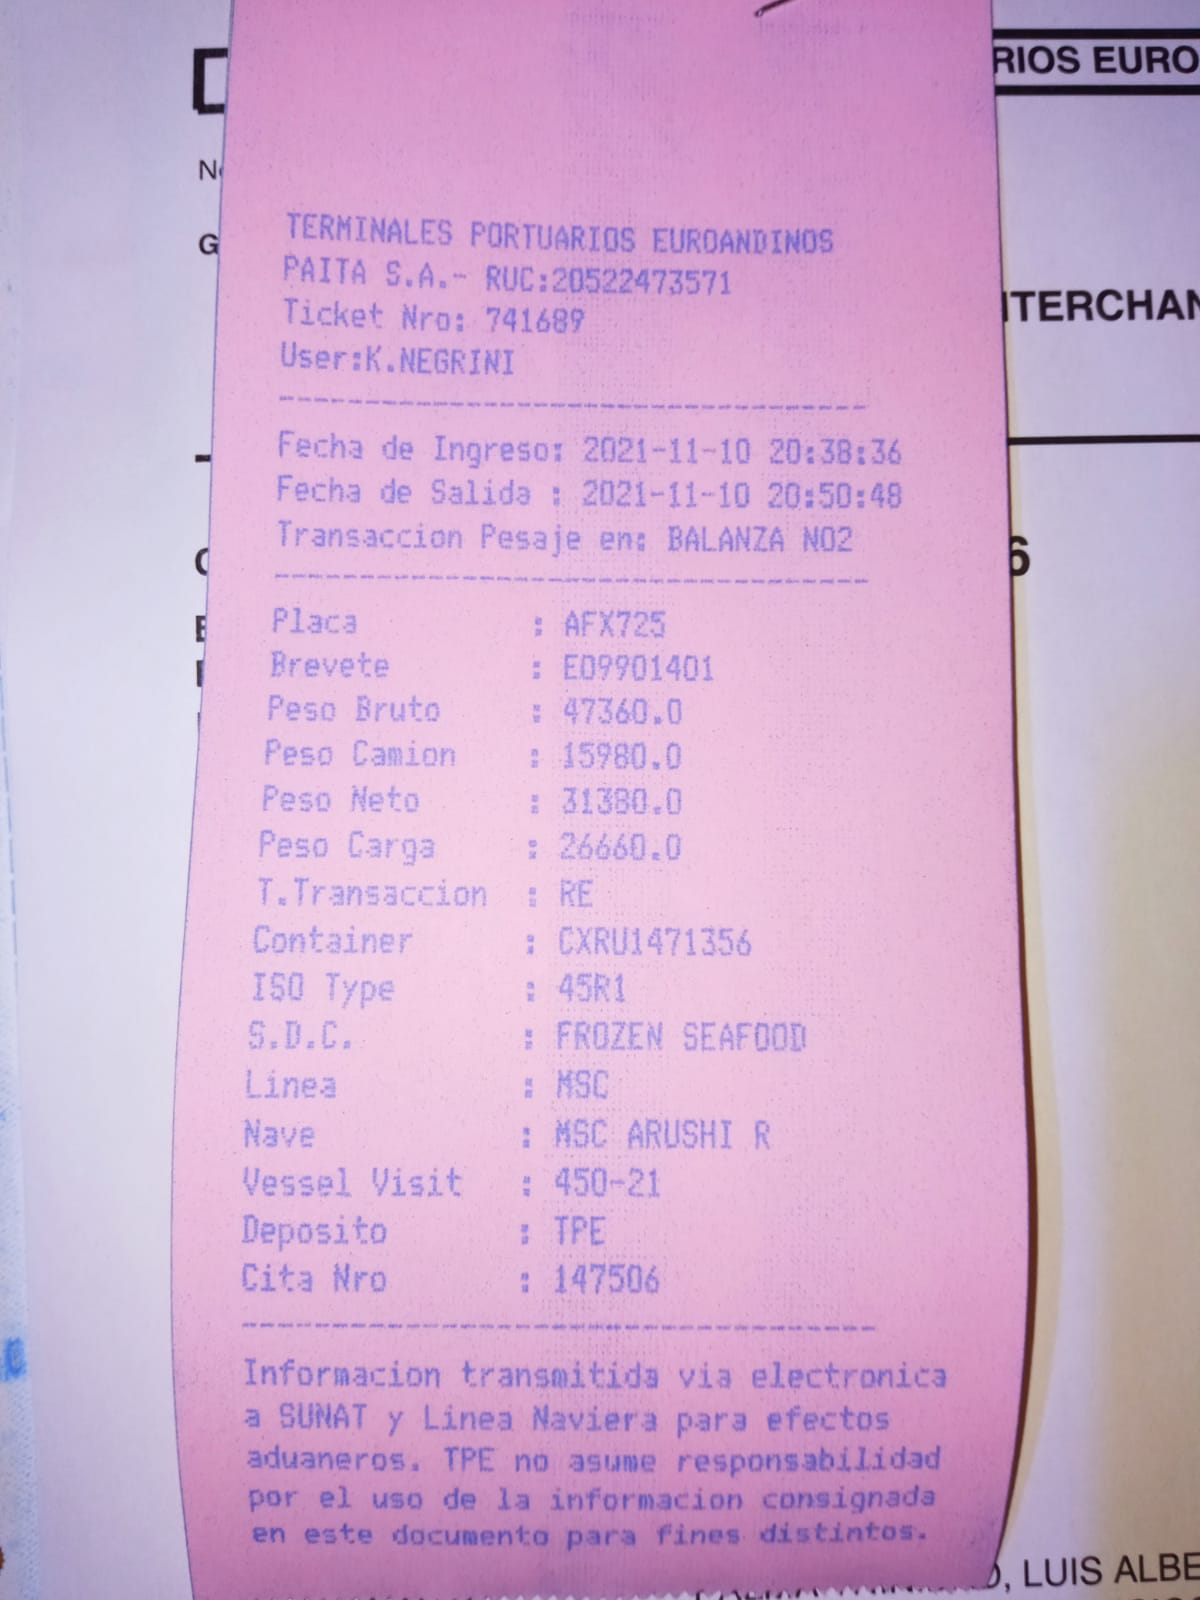 RIOS EURO
TERMINALES PORTUARIOS EUROANDINOS
PAITA S.A.- RUC:20522473571
Ticket Nro: 741689
User:K.NEGRINI
ITERCHAN
Fecha de Ingreso: 2021-11-10 20:38:36
Fecha de Salida : 2021-11-10 20:50:48
Transaccion Pesaje en: BALANZA NO2
6
Placa : AFX725
Brevete : E09901401
Peso Bruto : 47360.0
Peso Camion : 15980.0
Peso Neto : 31380.0
Peso Carga : 26660.0
T.Transaccion : RE
Container : CXRU1471356
ISO Type : 45R1
S.D.C. : FROZEN SEAFOOD
Linea : MSC
Nave : MSC ARUSHI R
Vessel Visit : 450-21
Deposito : TPE
Cita Nro : 147506
Informacion transmitida via electronica
a SUNAT y Linea Naviera para efectos
aduaneros. TPE no asume responsabilidad
por el uso de la informacion consignada
en este documento para fines distintos.
, LUIS ALBE